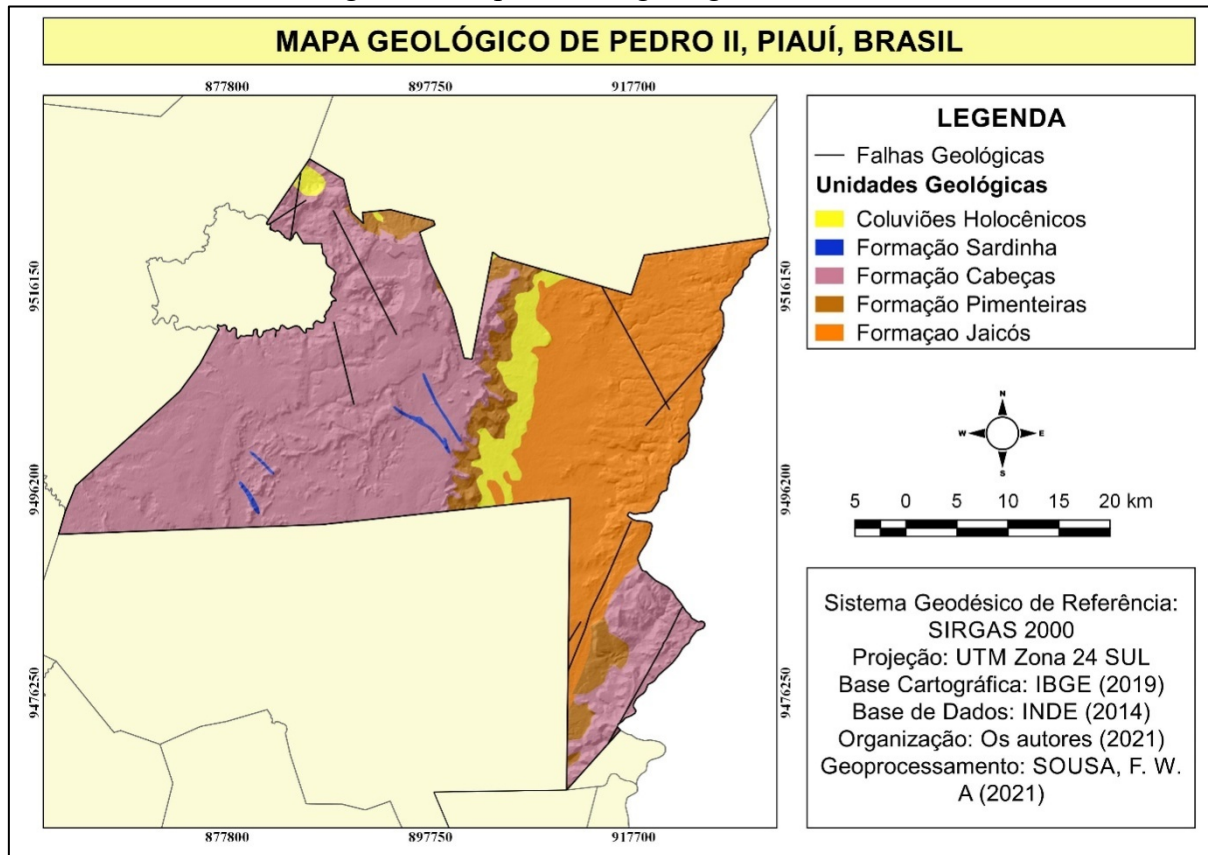 MAPA GEOLÓGICO DE PEDRO II, PIAUÍ, BRASIL
877800 897750 917700
9516150 9516150
9496200 9496200
9476250 9476250
877800 897750 917700
LEGENDA
Falhas Geológicas
Unidades Geológicas
Coluviões Holocênicos
Formação Sardinha
Formação Cabeças
Formação Pimenteiras
Formaçao Jaicós
N
W E
S
5 0 5 10 15 20 km
Sistema Geodésico de Referência:
SIRGAS 2000
Projeção: UTM Zona 24 SUL
Base Cartográfica: IBGE (2019)
Base de Dados: INDE (2014)
Organização: Os autores (2021)
Geoprocessamento: SOUSA, F. W.
A (2021)